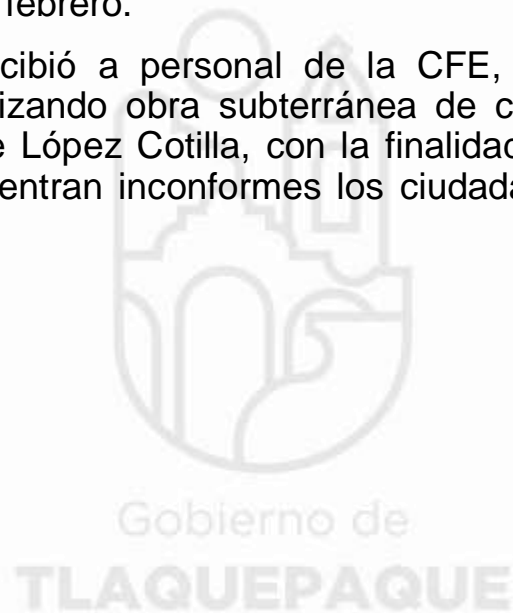 febrero.
cibió a personal de la CFE,
izando obra subterránea de c
e López Cotilla, con la finalidad
entran inconformes los ciudada
Gobierno de
TLAQUEPAQUE